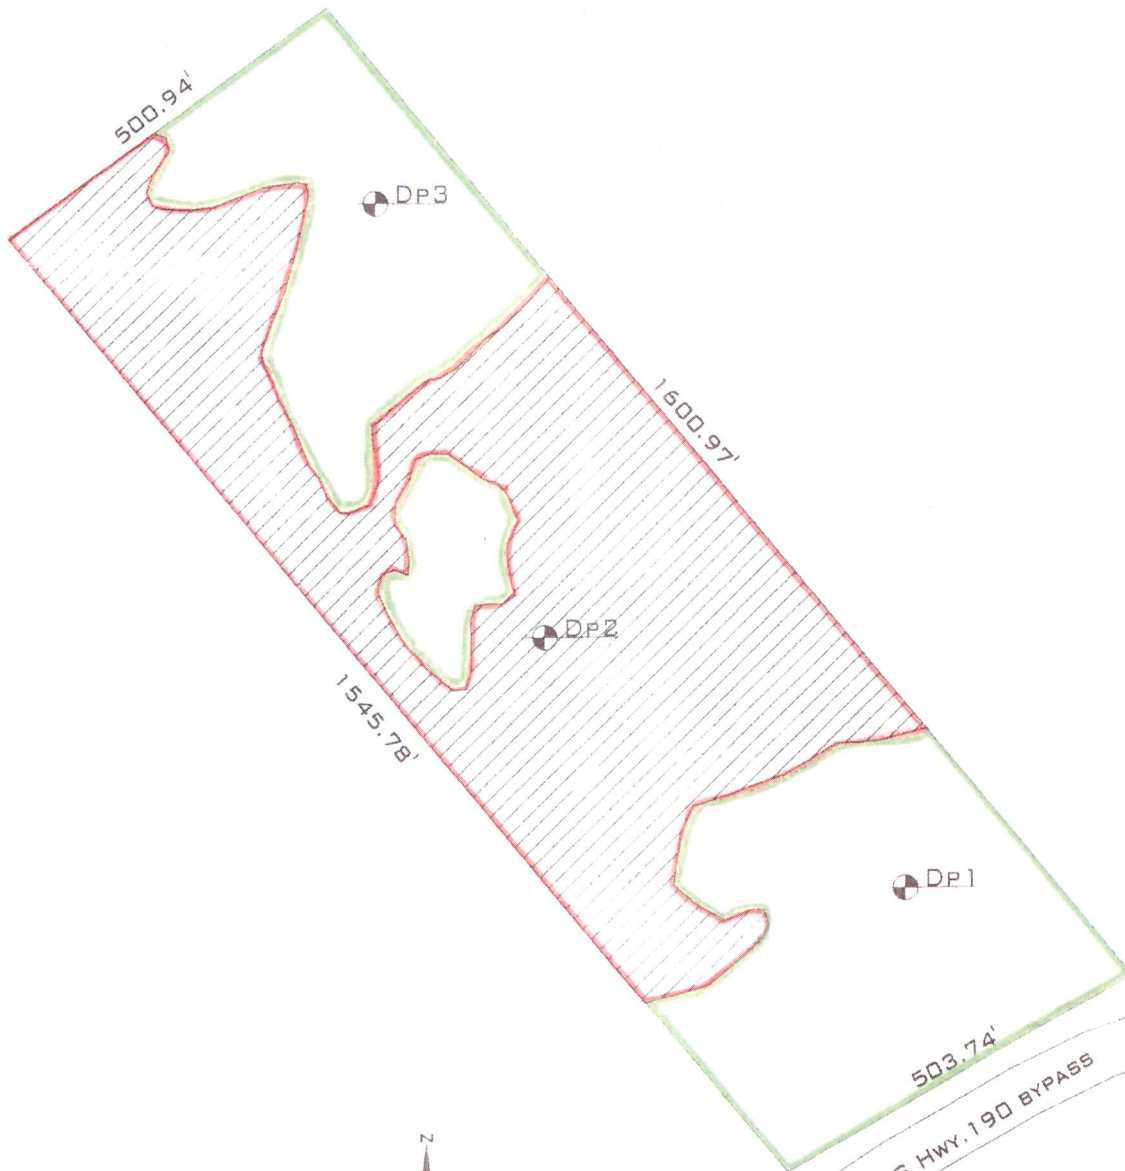 500.94'
DP3
1600.97'
DP2
1545.78'
DP1
503.74'
HWY. 190 BYPASS
N